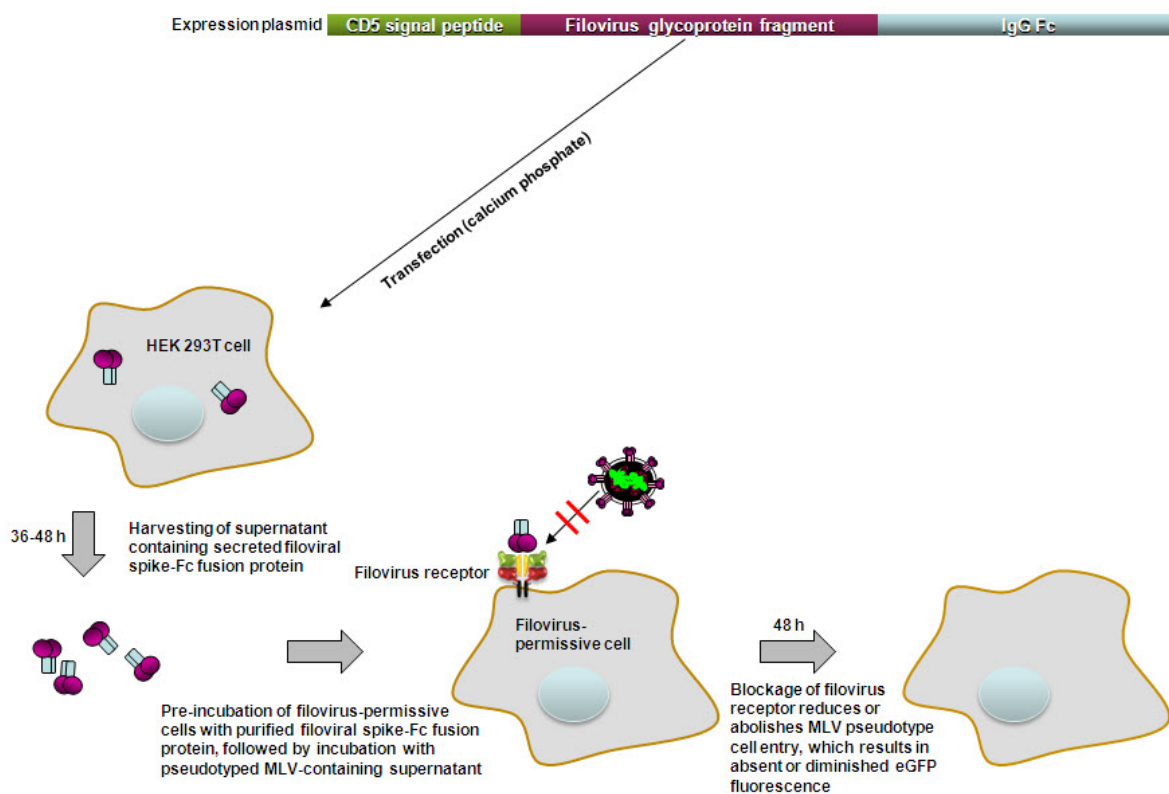 Expression plasmid
CD5 signal peptide
Filovirus glycoprotein fragment
IgG Fc
Transfection (calcium phosphate)
HEK 293T cell
36-48 h
Harvesting of supernatant
containing secreted filoviral
spike-Fc fusion protein
Filovirus receptor
Filovirus-
permissive cell
48 h
Pre-incubation of filovirus-permissive
cells with purified filoviral spike-Fc fusion
protein, followed by incubation with
pseudotyped MLV-containing supernatant
Blockage of filovirus
receptor reduces or
abolishes MLV pseudotype
cell entry, which results in
absent or diminished eGFP
fluorescence